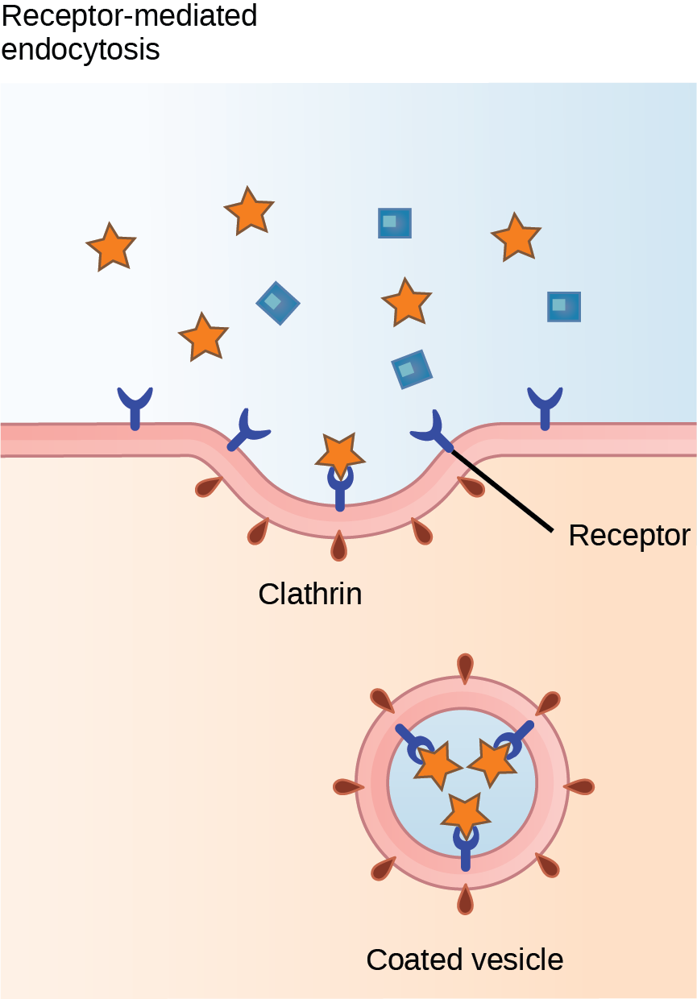 Receptor-mediated
endocytosis
Receptor
Clathrin
Coated vesicle